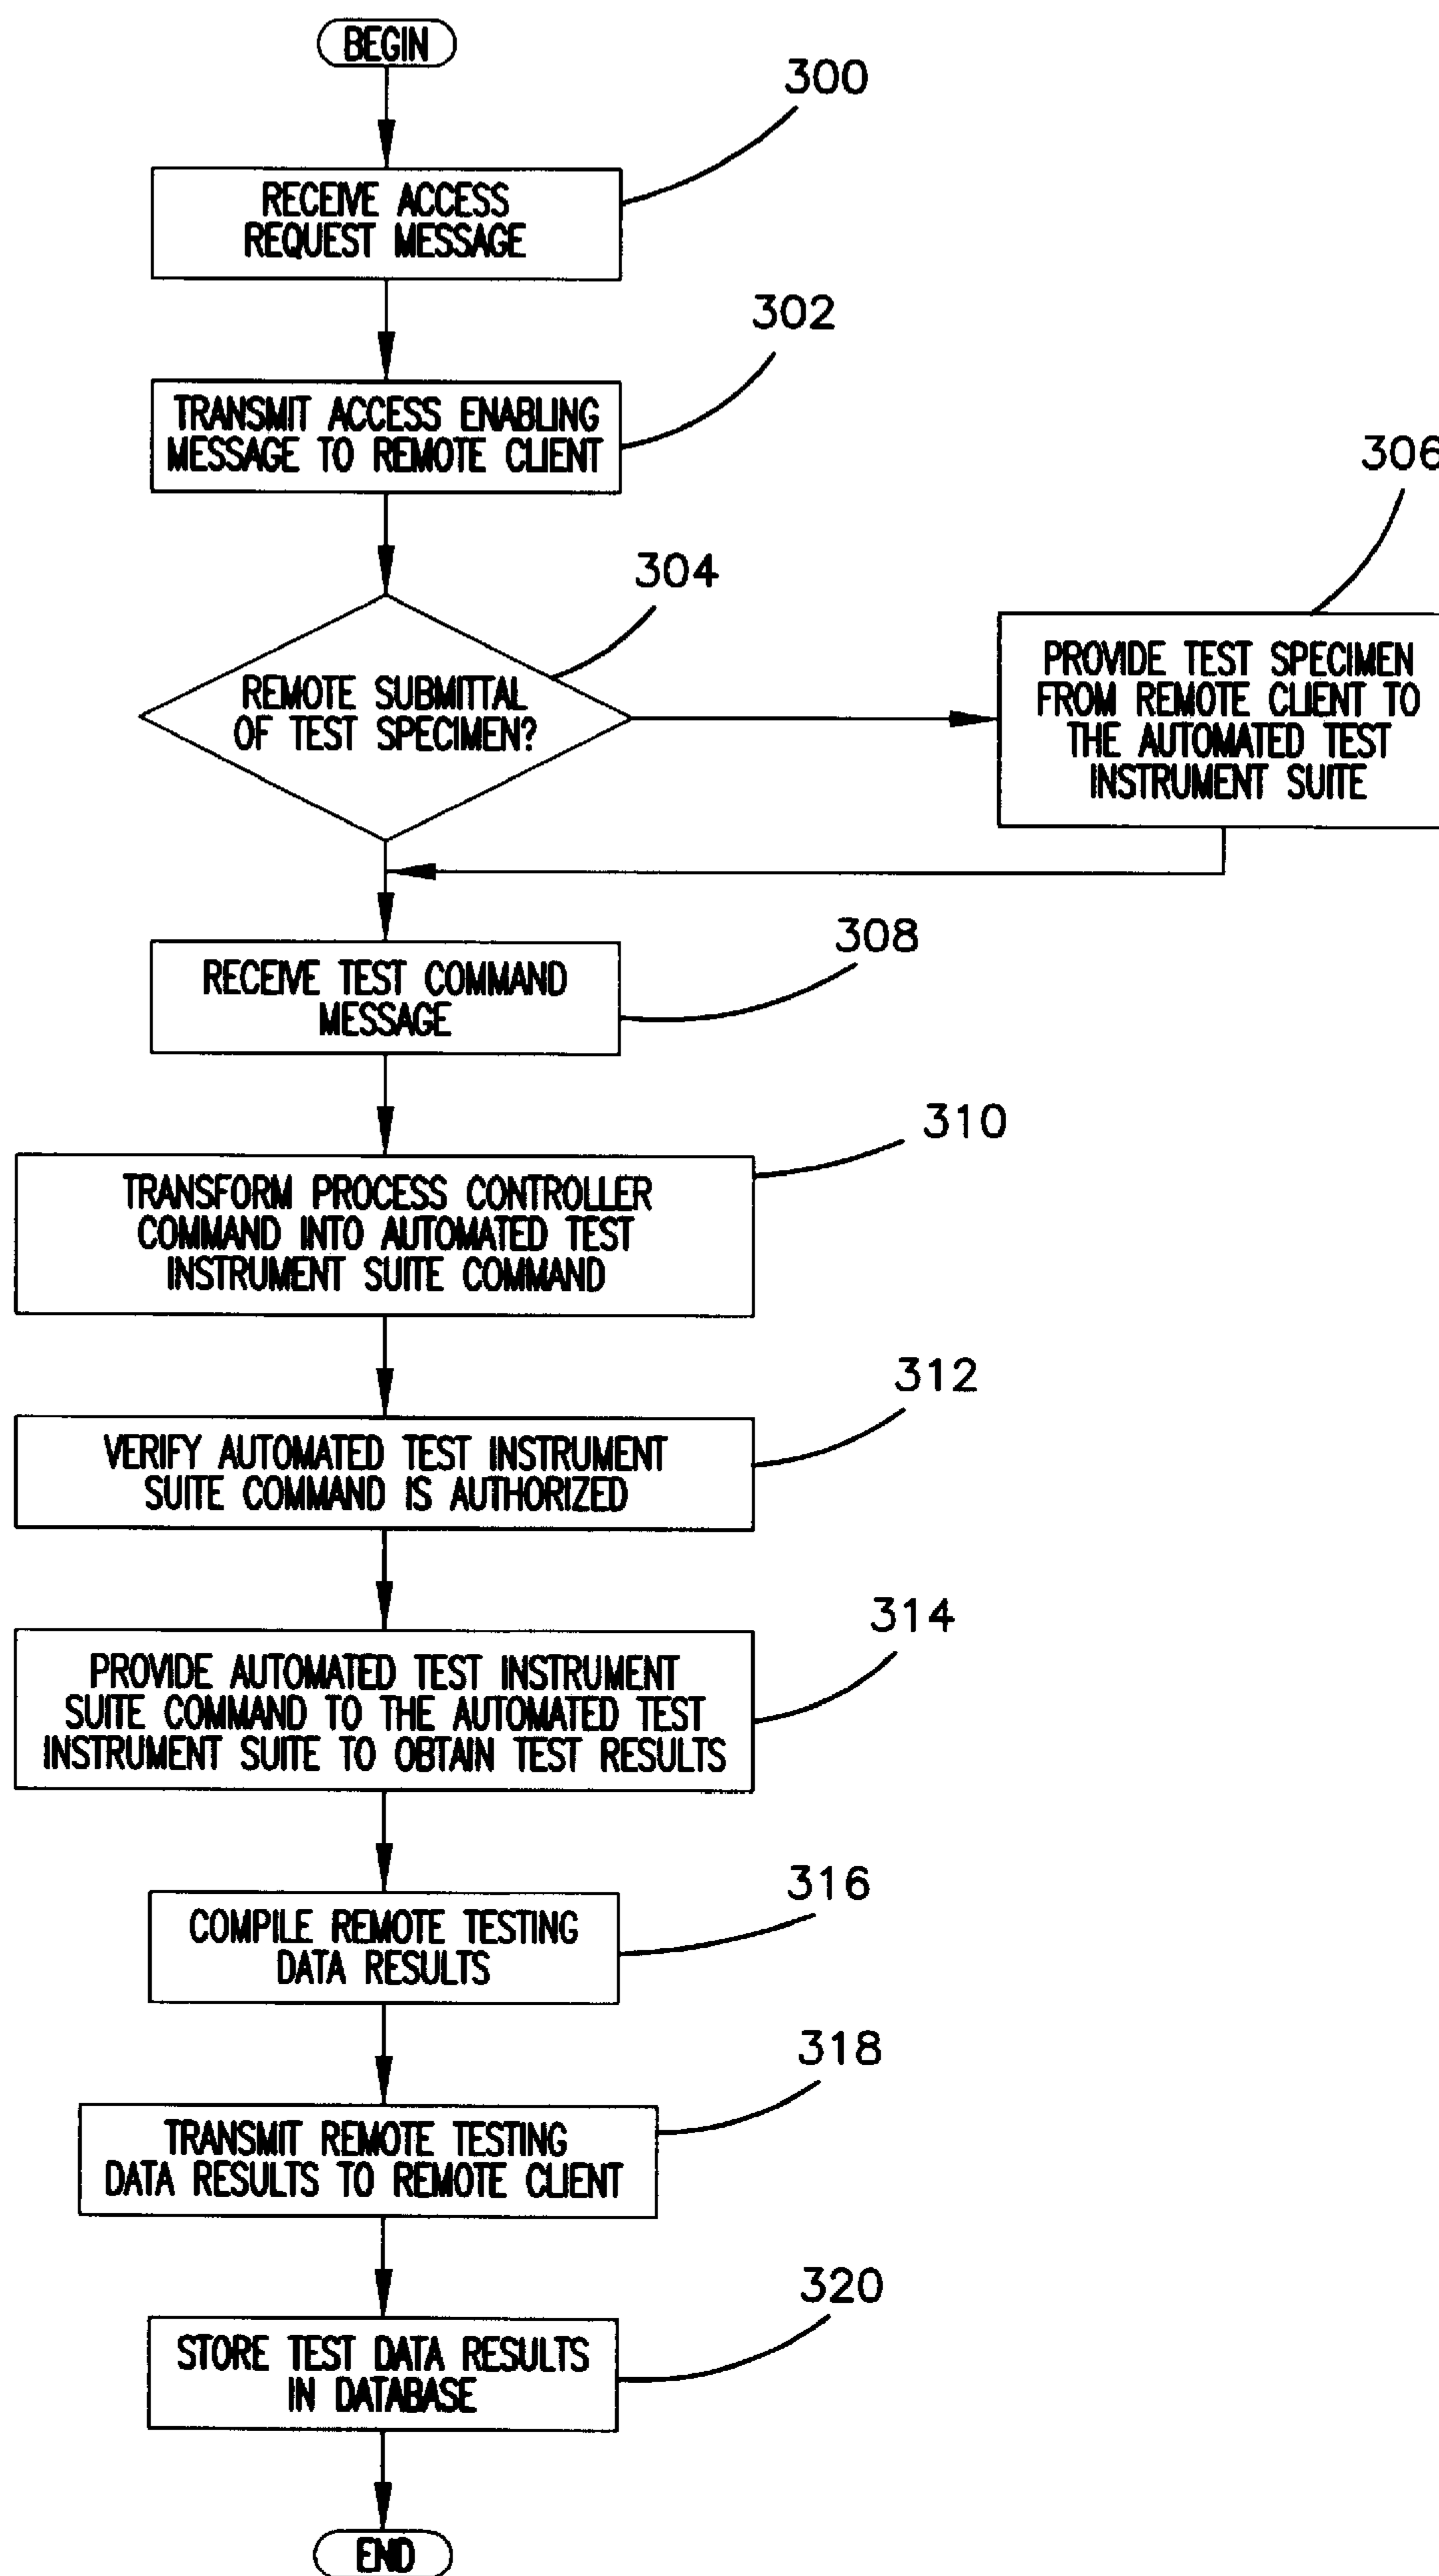 BEGIN
300
RECEIVE ACCESS
REQUEST MESSAGE
302
TRANSMIT ACCESS ENABLING
MESSAGE TO REMOTE CLIENT
304
REMOTE SUBMITTAL
OF TEST SPECIMEN?
306
PROVIDE TEST SPECIMEN
FROM REMOTE CLIENT TO
THE AUTOMATED TEST
INSTRUMENT SUITE
308
RECEIVE TEST COMMAND
MESSAGE
310
TRANSFORM PROCESS CONTROLLER
COMMAND INTO AUTOMATED TEST
INSTRUMENT SUITE COMMAND
312
VERIFY AUTOMATED TEST INSTRUMENT
SUITE COMMAND IS AUTHORIZED
314
PROVIDE AUTOMATED TEST INSTRUMENT
SUITE COMMAND TO THE AUTOMATED TEST
INSTRUMENT SUITE TO OBTAIN TEST RESULTS
316
COMPILE REMOTE TESTING
DATA RESULTS
318
TRANSMIT REMOTE TESTING
DATA RESULTS TO REMOTE CLIENT
320
STORE TEST DATA RESULTS
IN DATABASE
END